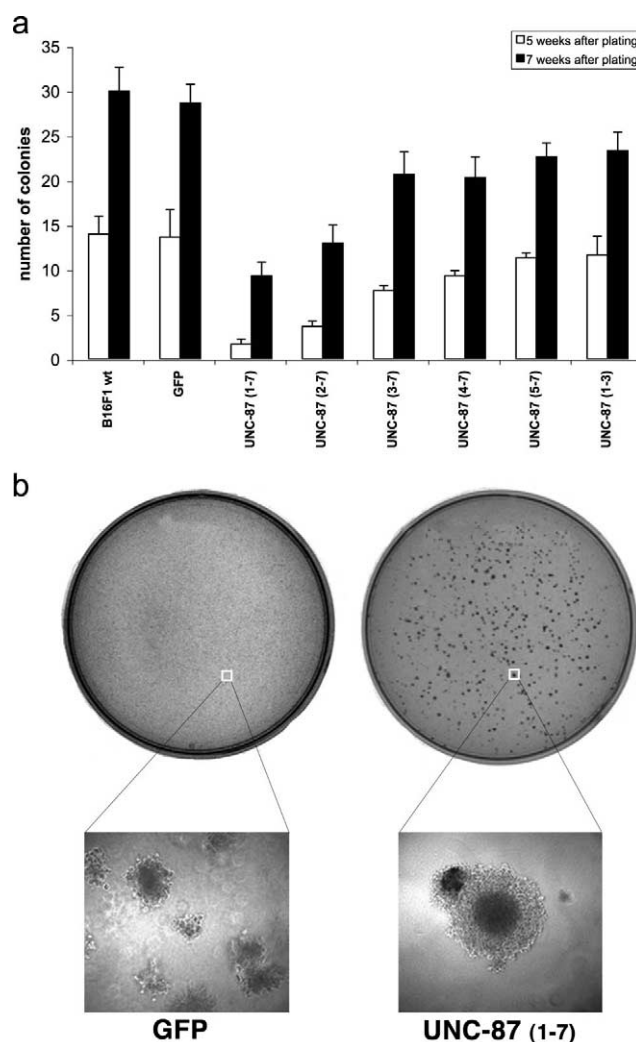 a
5 weeks after plating
7 weeks after plating
35
30
25
20
15
10
5
0
number of colonies
B16F1 wt
GFP
UNC-87 (1-7)
UNC-87 (2-7)
UNC-87 (3-7)
UNC-87 (4-7)
UNC-87 (5-7)
UNC-87 (1-3)
b
GFP
UNC-87 (1-7)